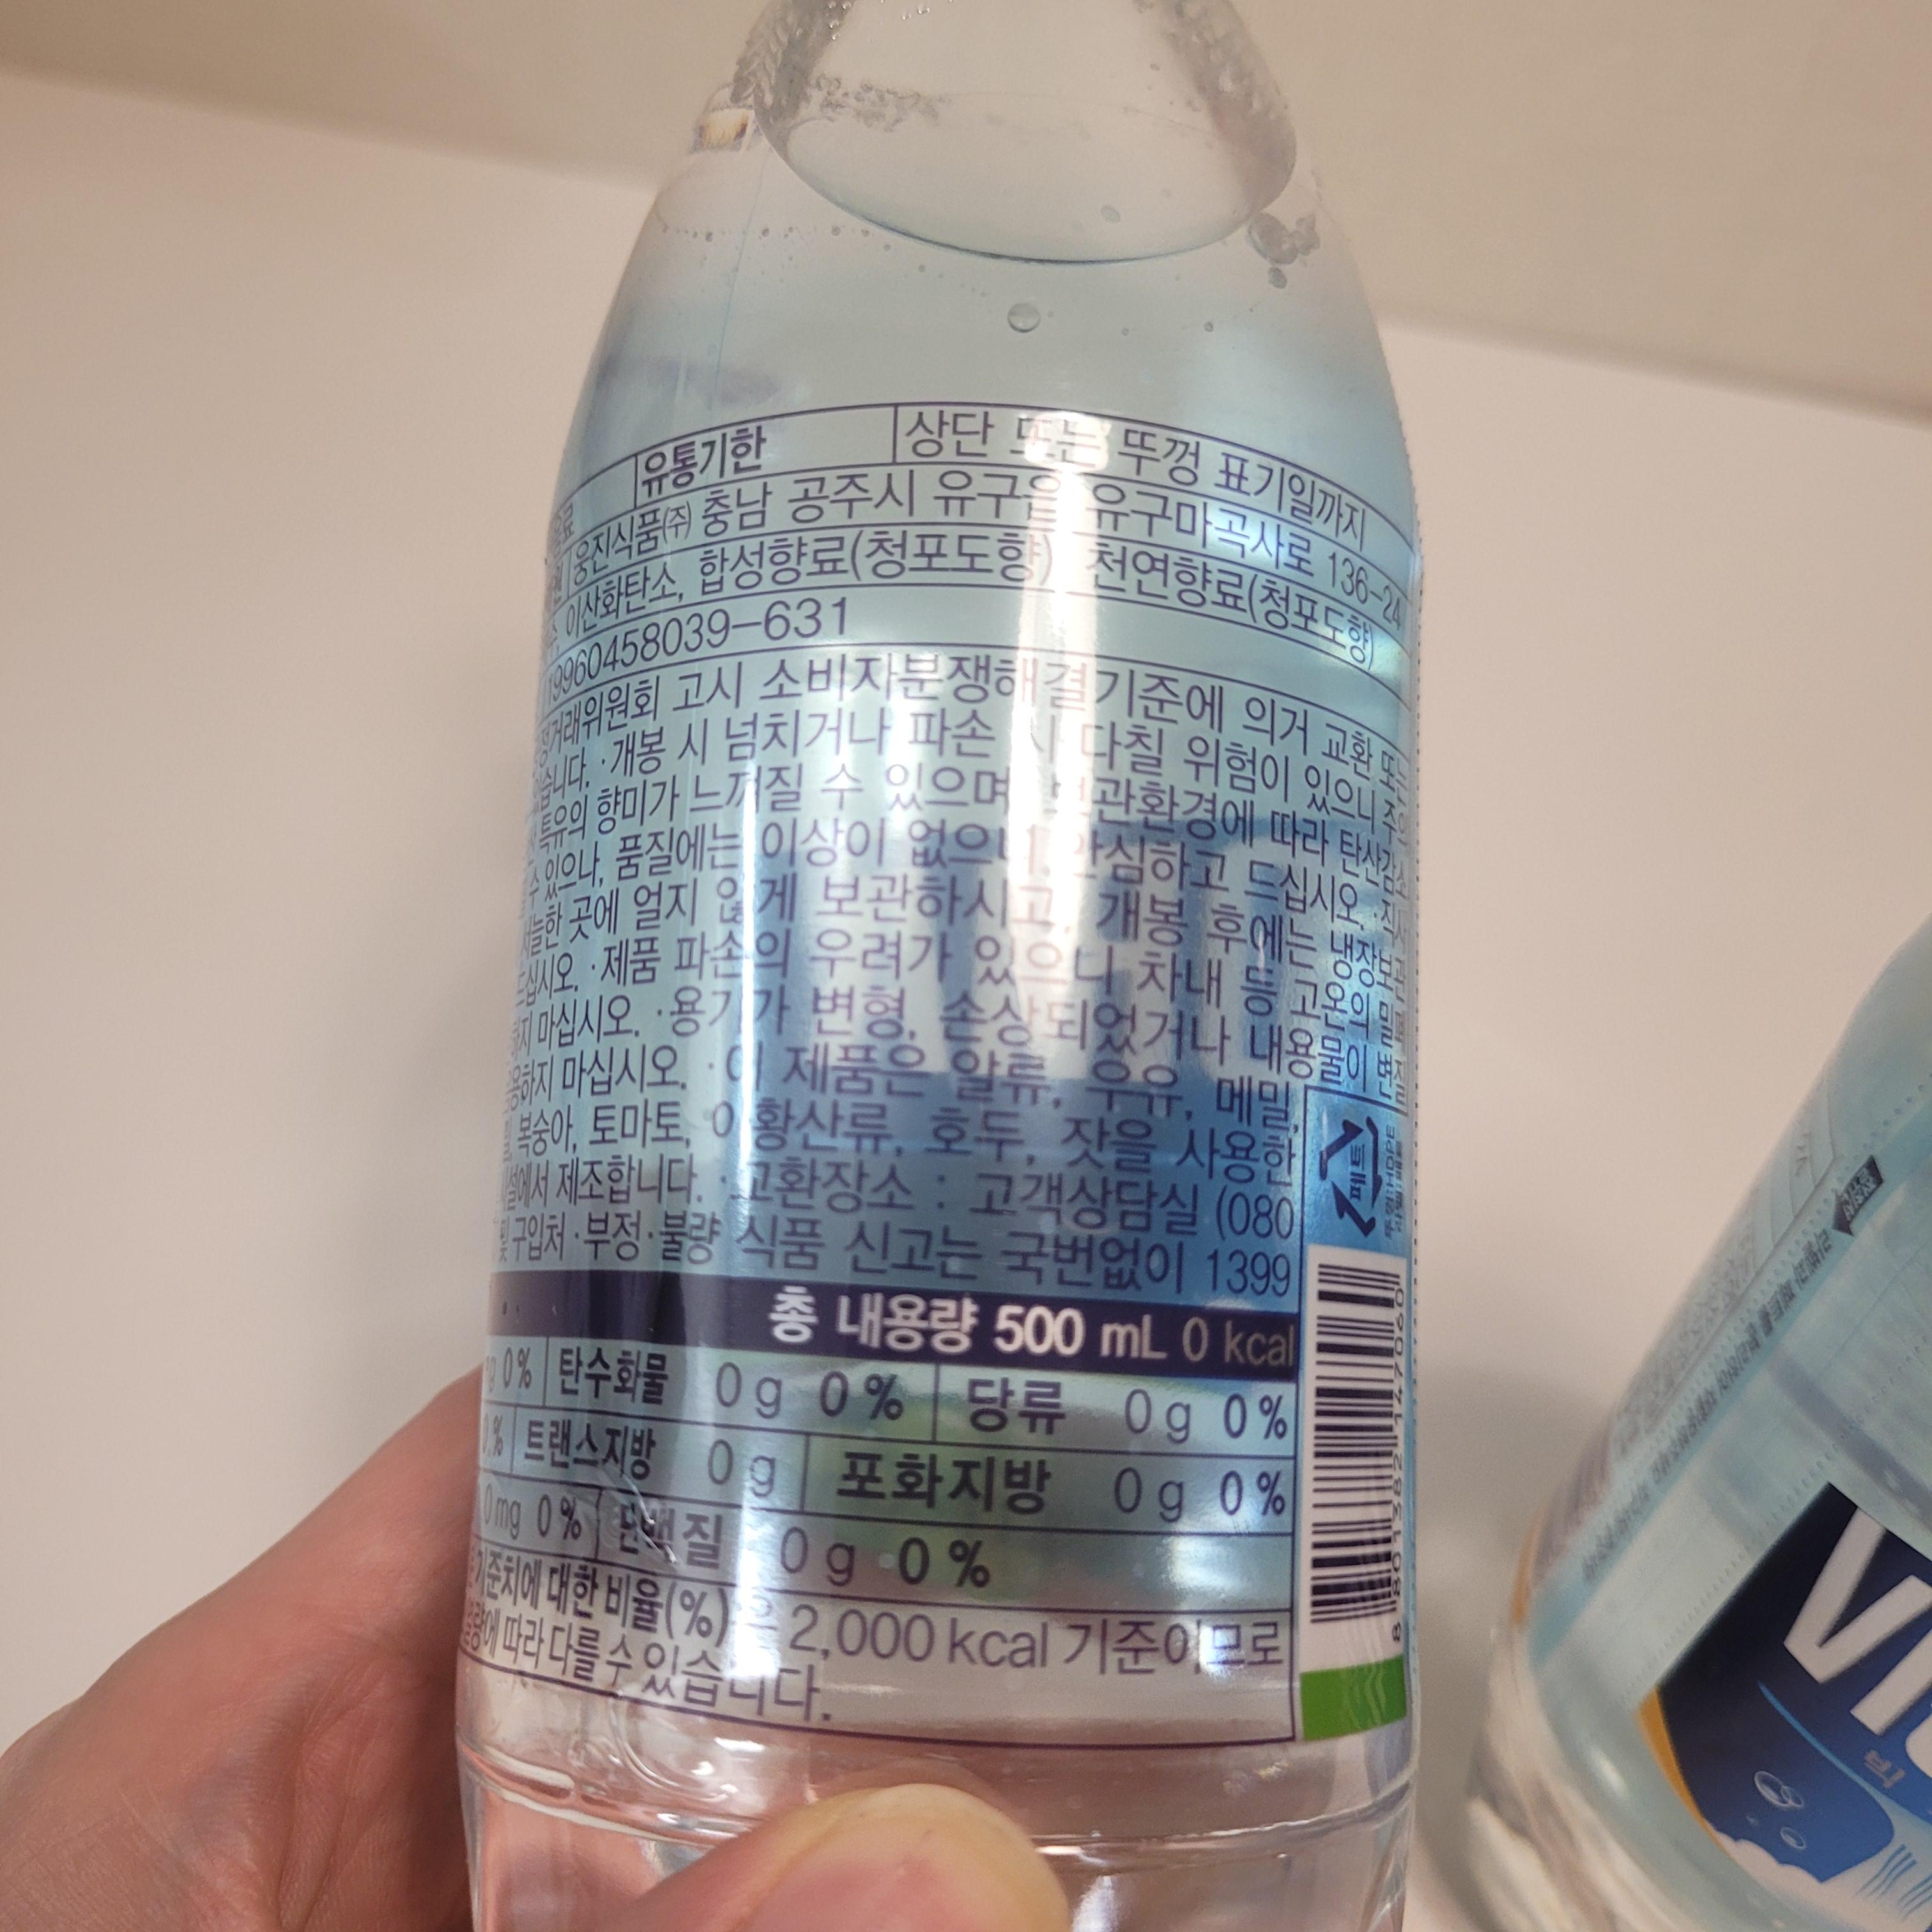 유통기한 상단 또는 뚜껑 표기일까지
웅진식품㈜ 충남 공주시 유구읍 유구마곡사로 136-24
이산화탄소, 합성향료(청포도향) 천연향료(청포도향)
19960458039-631
거래위원회 고시 소비자분쟁해결기준에 의거 교환 또는
습니다. ·개봉 시 넘치거나 파손 시 다칠 위험이 있으니 주의
특유의 향미가 느껴질 수 있으며, 보관환경에 따라 탄산감소
수 있으나, 품질에는 이상이 없으니 안심하고 드십시오. ·직사
서늘한 곳에 얼지 않게 보관하시고, 개봉 후에는 냉장보관
드십시오. ·제품 파손의 우려가 있으니 차내 등 고온의 밀
하지 마십시오. ·용기가 변형, 손상되었거나 내용물이 변질
용하지 마십시오. ·이 제품은 알류, 우유, 메밀,
복숭아, 토마토, 아황산류, 호두, 잣을 사용한
설에서 제조합니다. ·교환장소 : 고객상담실 (080
및 구입처 ·부정·불량 식품 신고는 국번없이 1399
페트
총 내용량 500 mL 0 kcal
0% 탄수화물 0g 0% 당류 0g 0%
트랜스지방 0g 포화지방 0g 0%
0mg 0% 단백질 0g 0%
기준치에 대한 비율(%)은 2,000 kcal 기준이므로
에 따라 다를 수 있습니다.
8 801382 147060